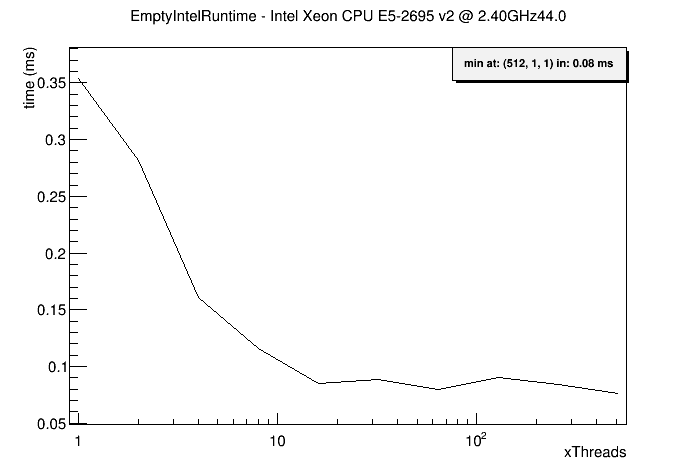 EmptyIntelRuntime - Intel Xeon CPU E5-2695 v2 @ 2.40GHz44.0
min at: (512, 1, 1) in: 0.08 ms
time (ms)
0.35
0.3
0.25
0.2
0.15
0.1
0.05
1
10
10²
xThreads